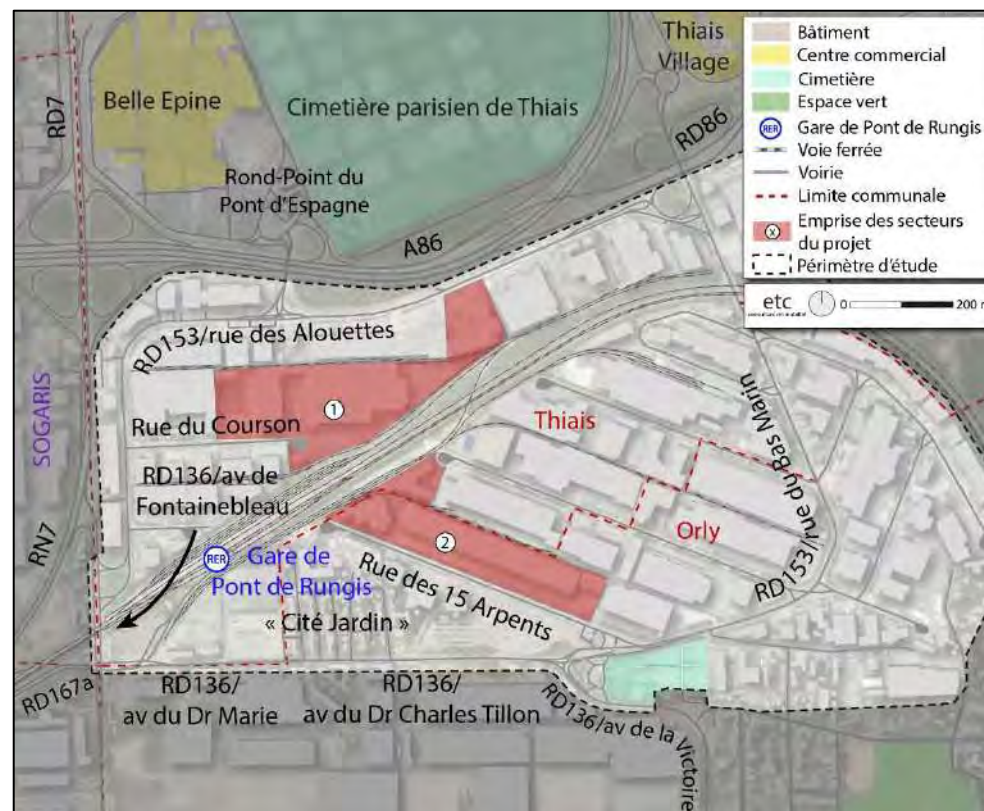 RD7
Belle Epine
Cimetière parisien de Thiais
Thiais
Village
RD86
Rond-Point du
Pont d'Espagne
A86
Bâtiment
Centre commercial
Cimetière
Espace vert
RER
Gare de Pont de Rungis
Voie ferrée
Voirie
Limite communale
x
Emprise des secteurs
du projet
Périmètre d'étude
etc
0
200 m
RD153/rue des Alouettes
SOGARIS
1
Rue du Courson
RD136/av de
Fontainebleau
Thiais
RD153/rue du Bas Marin
Orly
RN7
RER
Gare de
Pont de Rungis
2
Rue des 15 Arpents
« Cité Jardin »
RD167a
RD136/
av du Dr Marie
RD136/
av du Dr Charles Tillon
RD136/av de la Victoire